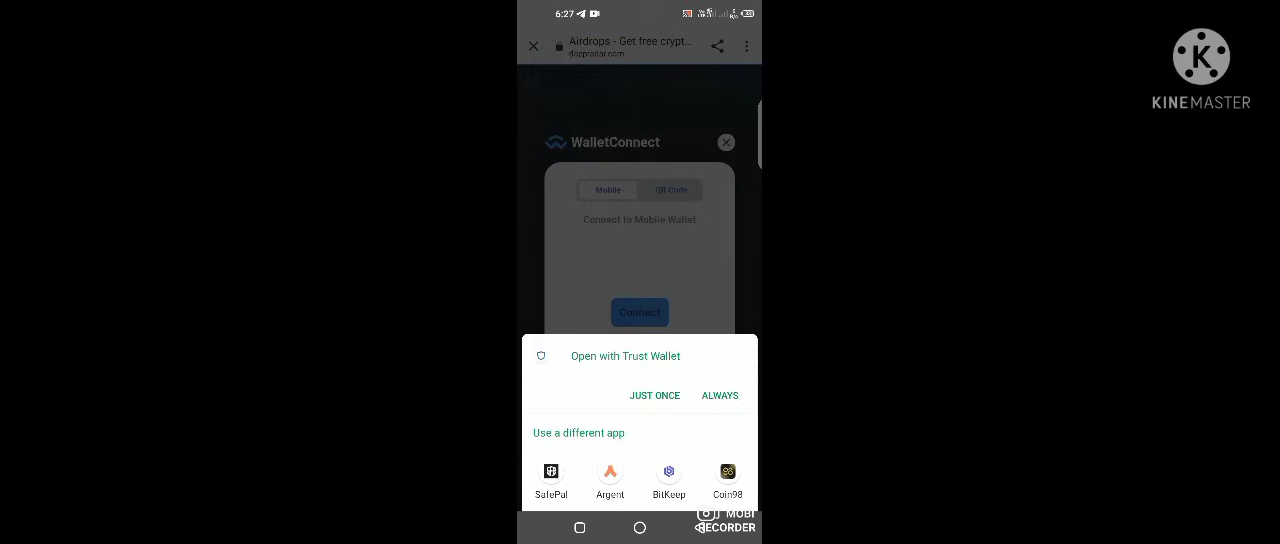 6:27
Airdrops - Get free crypt...
dappradar.com
KINEMASTER
WalletConnect
Mobile
QR Code
Connect to Mobile Wallet
Connect
Open with Trust Wallet
JUST ONCE
ALWAYS
Use a different app
SafePal
Argent
BitKeep
Coin98
MOBI
RECORDER